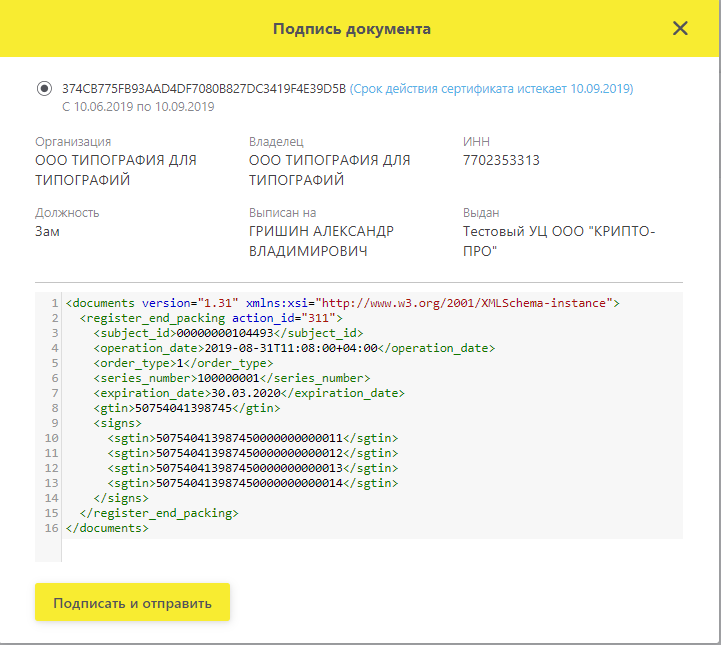 Подпись документа
374CB775FB93AAD4DF7080B827DC3419F4E39D5B (Срок действия сертификата истекает 10.09.2019)
С 10.06.2019 по 10.09.2019
Организация Владелец ИНН
ООО ТИПОГРАФИЯ ДЛЯ ООО ТИПОГРАФИЯ ДЛЯ 7702353313
ТИПОГРАФИЙ ТИПОГРАФИЙ
Должность Выписан на Выдан
Зам ГРИШИН АЛЕКСАНДР Тестовый УЦ ООО "КРИПТО-
ВЛАДИМИРОВИЧ ПРО"
1 <documents version="1.31" xmlns:xsi="http://www.w3.org/2001/XMLSchema-instance">
2 <register_end_packing action_id="311">
3 <subject_id>00000000104493</subject_id>
4 <operation_date>2019-08-31T11:08:00+04:00</operation_date>
5 <order_type>1</order_type>
6 <series_number>100000001</series_number>
7 <expiration_date>30.03.2020</expiration_date>
8 <gtin>50754041398745</gtin>
9 <signs>
10 <sgtin>507540413987450000000000011</sgtin>
11 <sgtin>507540413987450000000000012</sgtin>
12 <sgtin>507540413987450000000000013</sgtin>
13 <sgtin>507540413987450000000000014</sgtin>
14 </signs>
15 </register_end_packing>
16 </documents>
Подписать и отправить